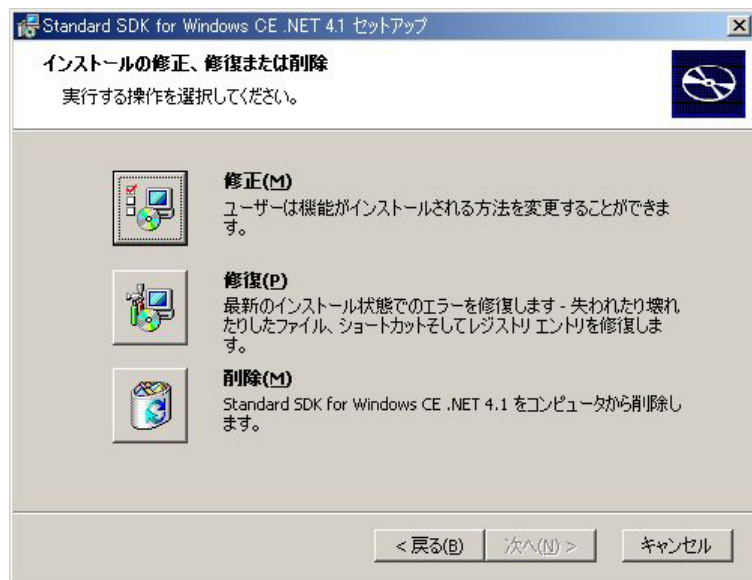 Standard SDK for Windows CE .NET 4.1 セットアップ
インストールの修正、修復または削除
実行する操作を選択してください。
修正(M)
ユーザーは機能がインストールされる方法を変更することができま
す。
修復(P)
最新のインストール状態でのエラーを修復します - 失われたり壊れ
たりしたファイル、ショートカットそしてレジストリ エントリを修復しま
す。
削除(M)
Standard SDK for Windows CE .NET 4.1 をコンピュータから削除し
ます。
< 戻る(B)
次へ(N) >
キャンセル